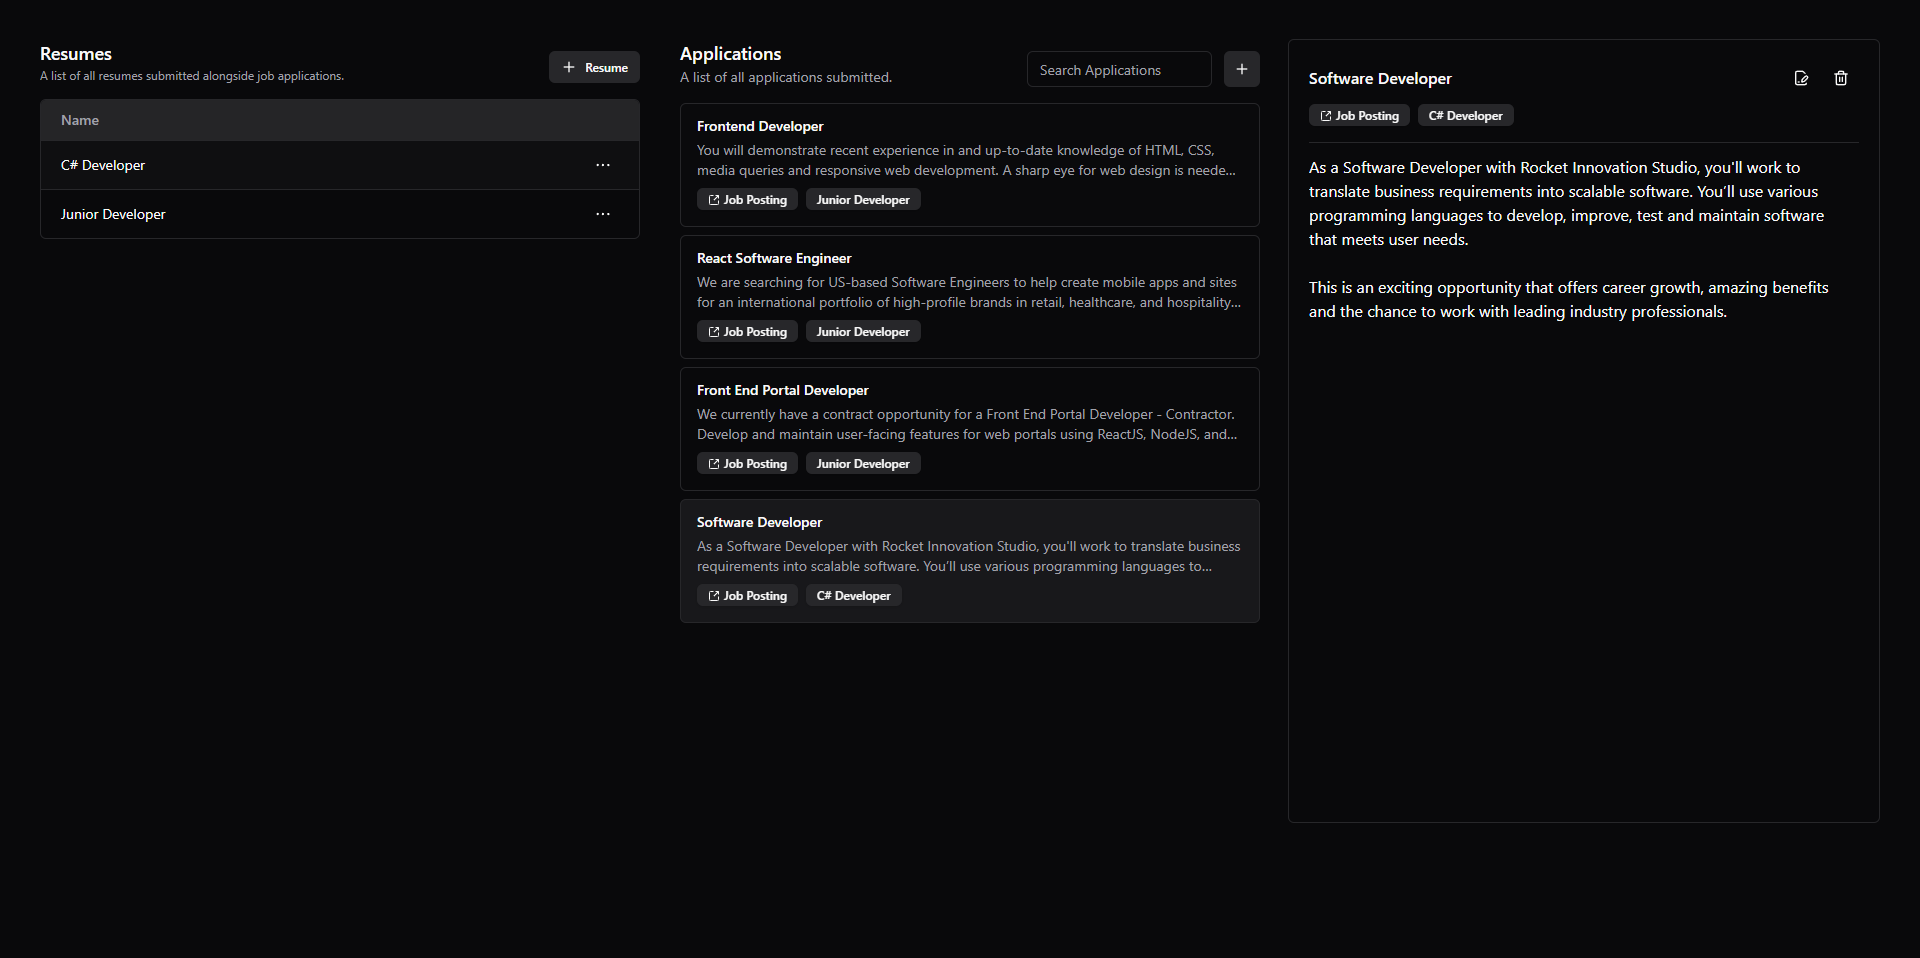 Resumes
A list of all resumes submitted alongside job applications.
Resume
Name
C# Developer
Junior Developer
Applications
A list of all applications submitted.
Search Applications
Frontend Developer
You will demonstrate recent experience in and up-to-date knowledge of HTML, CSS,
media queries and responsive web development. A sharp eye for web design is neede...
Job Posting
Junior Developer
React Software Engineer
We are searching for US-based Software Engineers to help create mobile apps and sites
for an international portfolio of high-profile brands in retail, healthcare, and hospitality...
Job Posting
Junior Developer
Front End Portal Developer
We currently have a contract opportunity for a Front End Portal Developer - Contractor.
Develop and maintain user-facing features for web portals using ReactJS, NodeJS, and...
Job Posting
Junior Developer
Software Developer
As a Software Developer with Rocket Innovation Studio, you'll work to translate business
requirements into scalable software. You'll use various programming languages to...
Job Posting
C# Developer
Software Developer
Job Posting
C# Developer
As a Software Developer with Rocket Innovation Studio, you'll work to
translate business requirements into scalable software. You'll use various
programming languages to develop, improve, test and maintain software
that meets user needs.
This is an exciting opportunity that offers career growth, amazing benefits
and the chance to work with leading industry professionals.